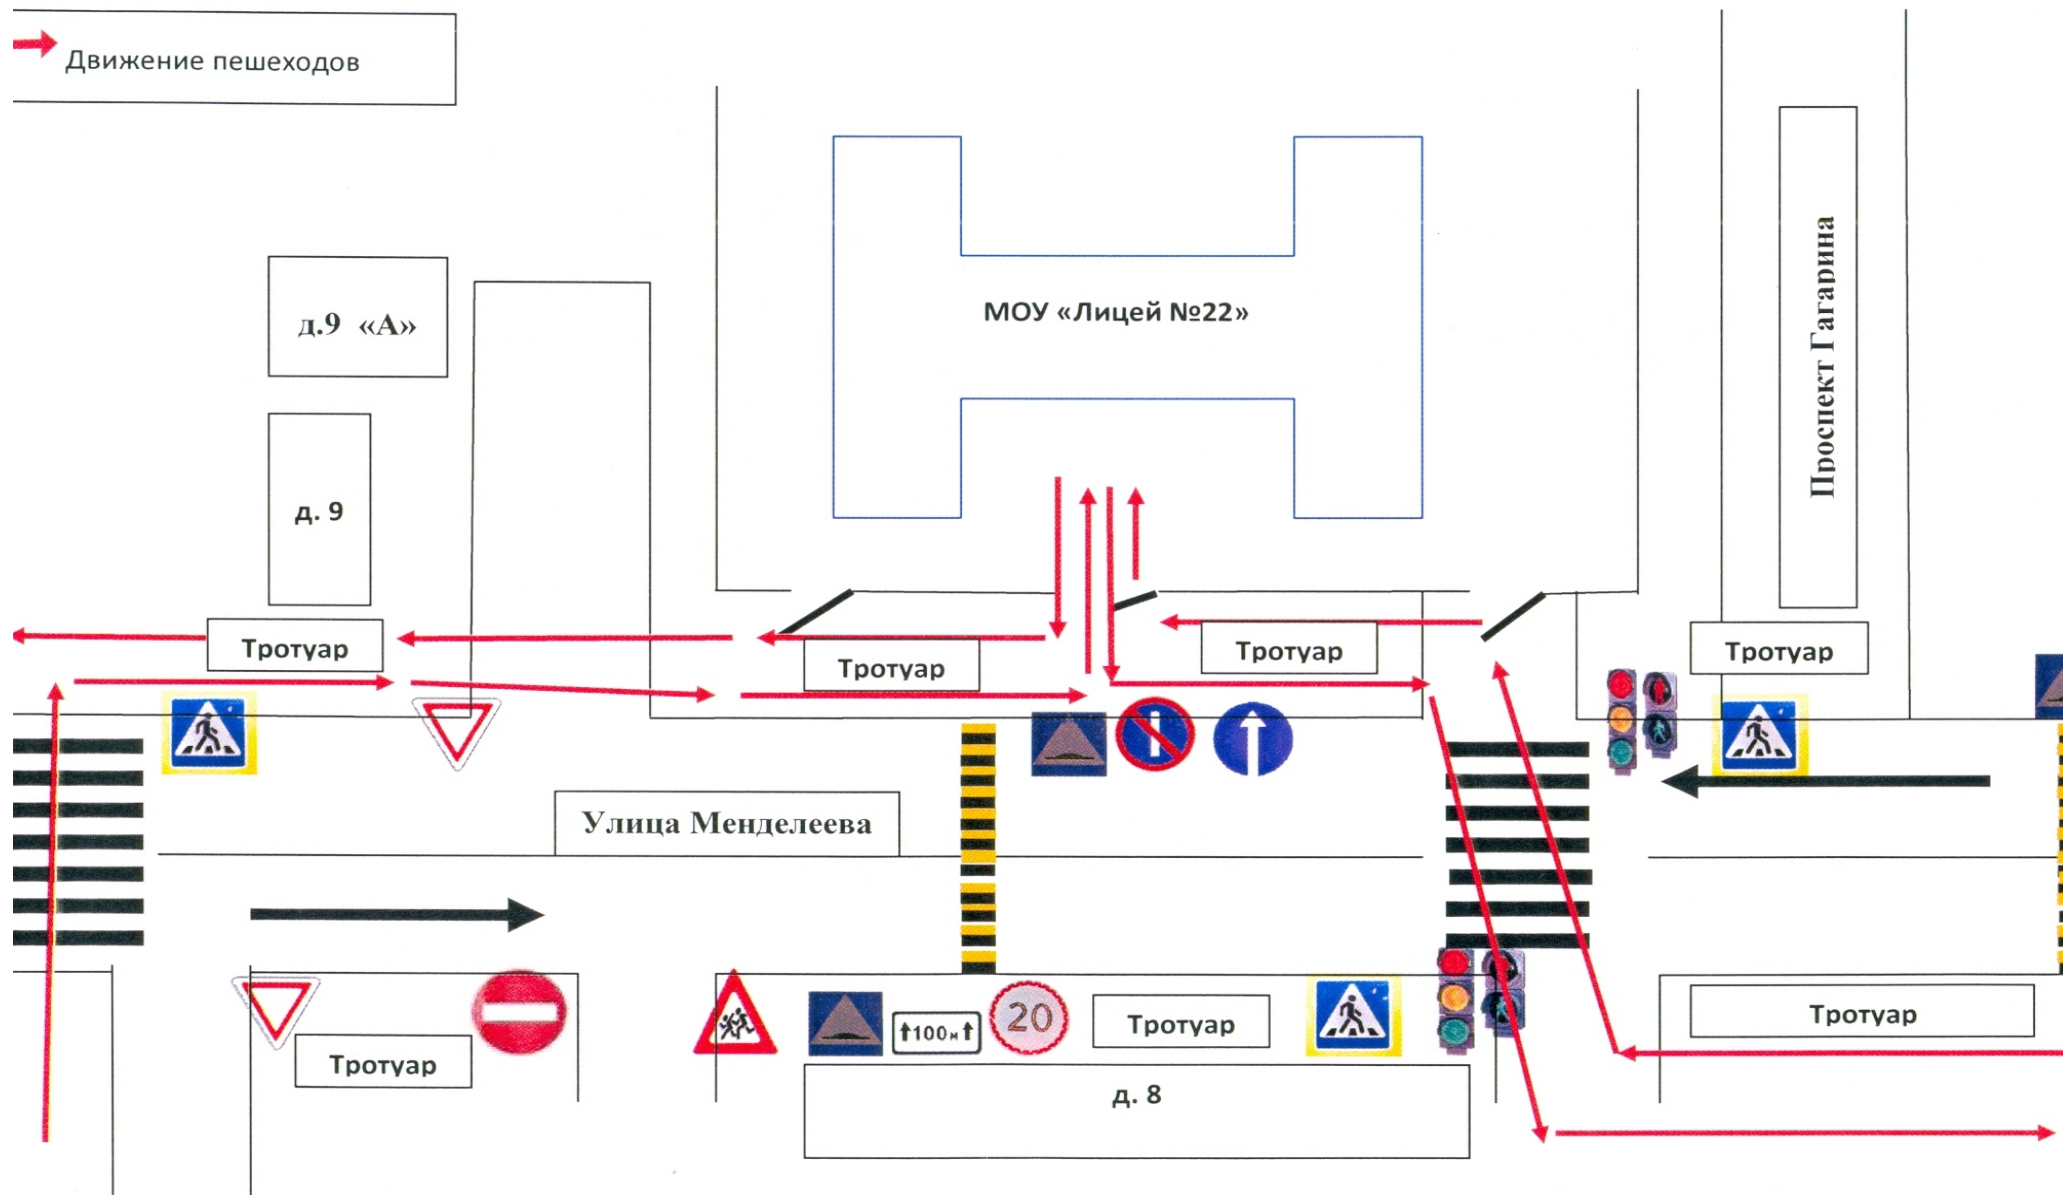 Движение пешеходов
МОУ «Лицей №22»
Проспект Гагарина
д.9 «А»
д. 9
Тротуар
Тротуар
Тротуар
Тротуар
Улица Менделеева
Тротуар
↑100м↑
20
Тротуар
Тротуар
д. 8